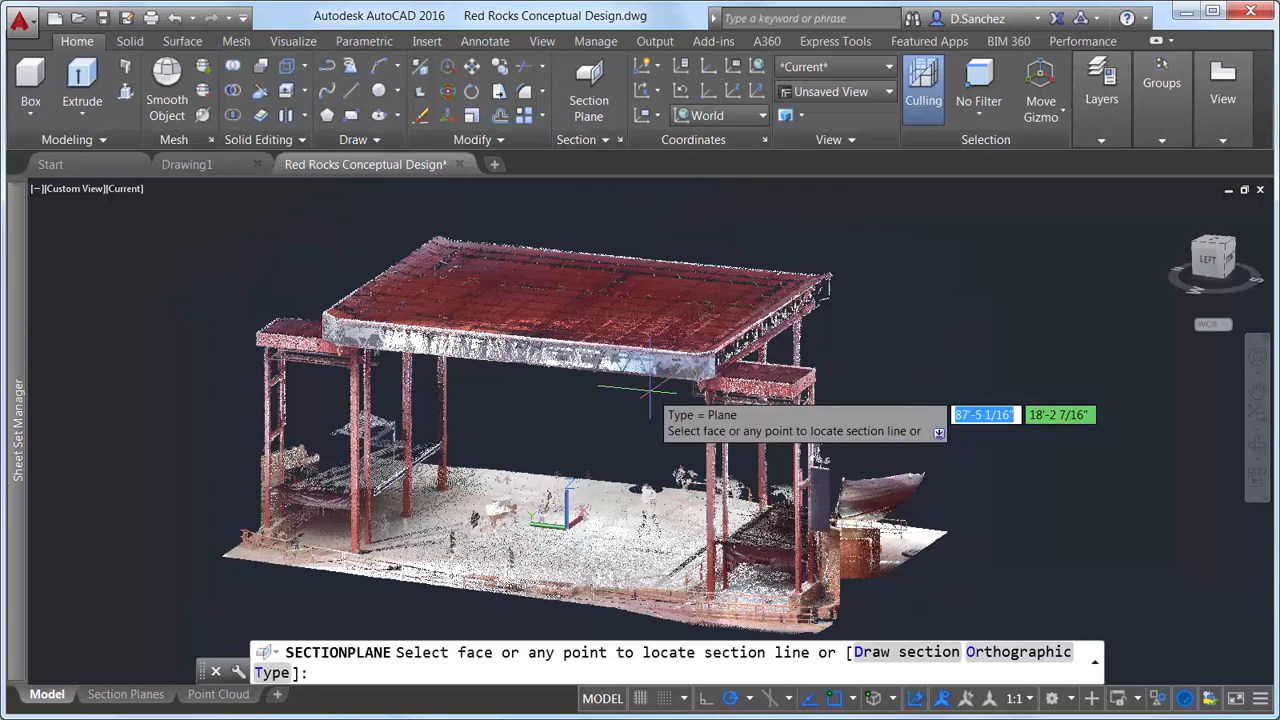 Autodesk AutoCAD 2016 Red Rocks Conceptual Design.dwg Type a keyword or phrase D.Sanchez
Home Solid Surface Mesh Visualize Parametric Insert Annotate View Manage Output Add-ins A360 Express Tools Featured Apps BIM 360 Performance
*Current*
Unsaved View
World
Box Extrude Smooth Object Section Plane Culling No Filter Move Gizmo Layers Groups View
Modeling Mesh Solid Editing Draw Modify Section Coordinates View Selection
Start Drawing1 Red Rocks Conceptual Design*
[−][Custom View][Current]
LEFT
N S
WCS
Sheet Set Manager
Type = Plane
Select face or any point to locate section line or
87'-5 1/16" 18'-2 7/16"
SECTIONPLANE Select face or any point to locate section line or [Draw section Orthographic
Type]:
Model Section Planes Point Cloud MODEL 1:1